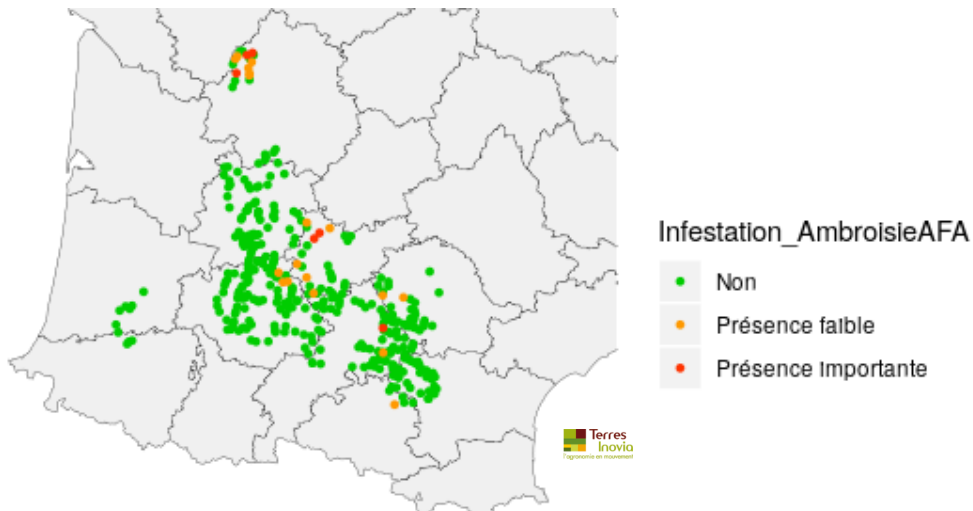 Infestation_AmbroisieAFA
Non
Présence faible
Présence importante
Terres
Inovia
l'agronomie en mouvement